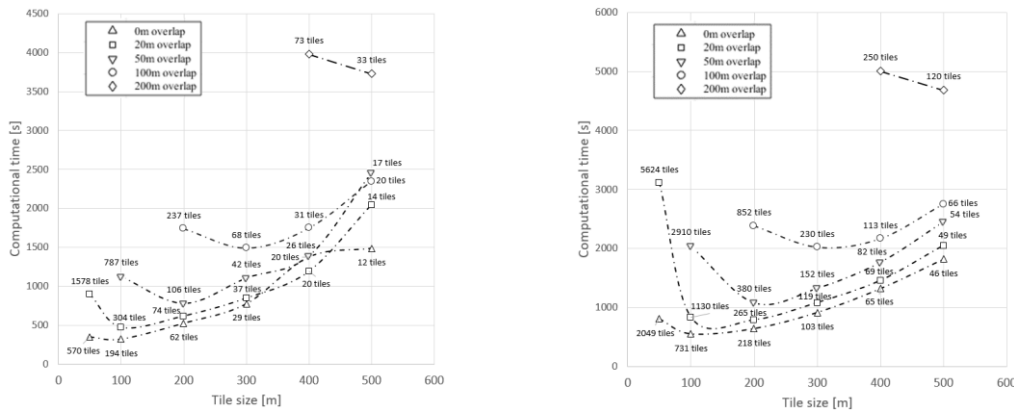 4500
4000
3500
3000
2500
2000
1500
1000
500
0
Computational time [s]
0m overlap
20m overlap
50m overlap
100m overlap
200m overlap
73 tiles
33 tiles
17 tiles
20 tiles
14 tiles
237 tiles
68 tiles
31 tiles
26 tiles
20 tiles
12 tiles
787 tiles
42 tiles
1578 tiles
106 tiles
37 tiles
20 tiles
304 tiles
74 tiles
29 tiles
570 tiles
194 tiles
62 tiles
0 100 200 300 400 500 600
Tile size [m]
6000
5000
4000
3000
2000
1000
0
Computational time [s]
0m overlap
20m overlap
50m overlap
100m overlap
200m overlap
250 tiles
120 tiles
5624 tiles
2910 tiles
852 tiles
230 tiles
113 tiles
66 tiles
54 tiles
82 tiles
49 tiles
380 tiles
152 tiles
69 tiles
46 tiles
1130 tiles
265 tiles
119 tiles
65 tiles
2049 tiles
731 tiles
218 tiles
103 tiles
0 100 200 300 400 500 600
Tile size [m]